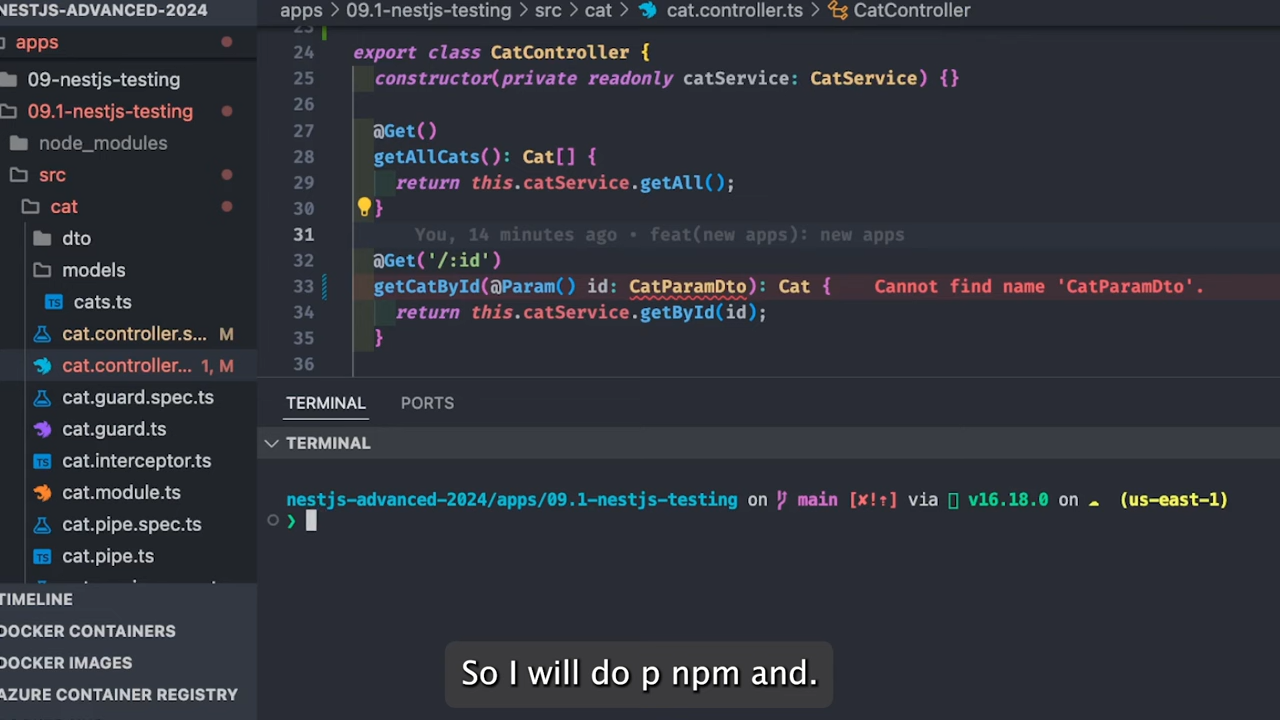 NESTJS-ADVANCED-2024
apps
09-nestjs-testing
09.1-nestjs-testing
node_modules
src
cat
dto
models
TS cats.ts
cat.controller.s... M
cat.controller... 1, M
cat.guard.spec.ts
cat.guard.ts
TS cat.interceptor.ts
cat.module.ts
cat.pipe.spec.ts
TS cat.pipe.ts
TIMELINE
DOCKER CONTAINERS
DOCKER IMAGES
AZURE CONTAINER REGISTRY
apps > 09.1-nestjs-testing > src > cat > cat.controller.ts > CatController
23
24 export class CatController {
25 constructor(private readonly catService: CatService) {}
26
27 @Get()
28 getAllCats(): Cat[] {
29 return this.catService.getAll();
30 }
31 You, 14 minutes ago • feat(new apps): new apps
32 @Get('/:id')
33 getCatById(@Param() id: CatParamDto): Cat { Cannot find name 'CatParamDto'.
34 return this.catService.getById(id);
35 }
36
TERMINAL PORTS
TERMINAL
nestjs-advanced-2024/apps/09.1-nestjs-testing on main [✘!⇡] via v16.18.0 on ☁ (us-east-1)
❯
So I will do p npm and.